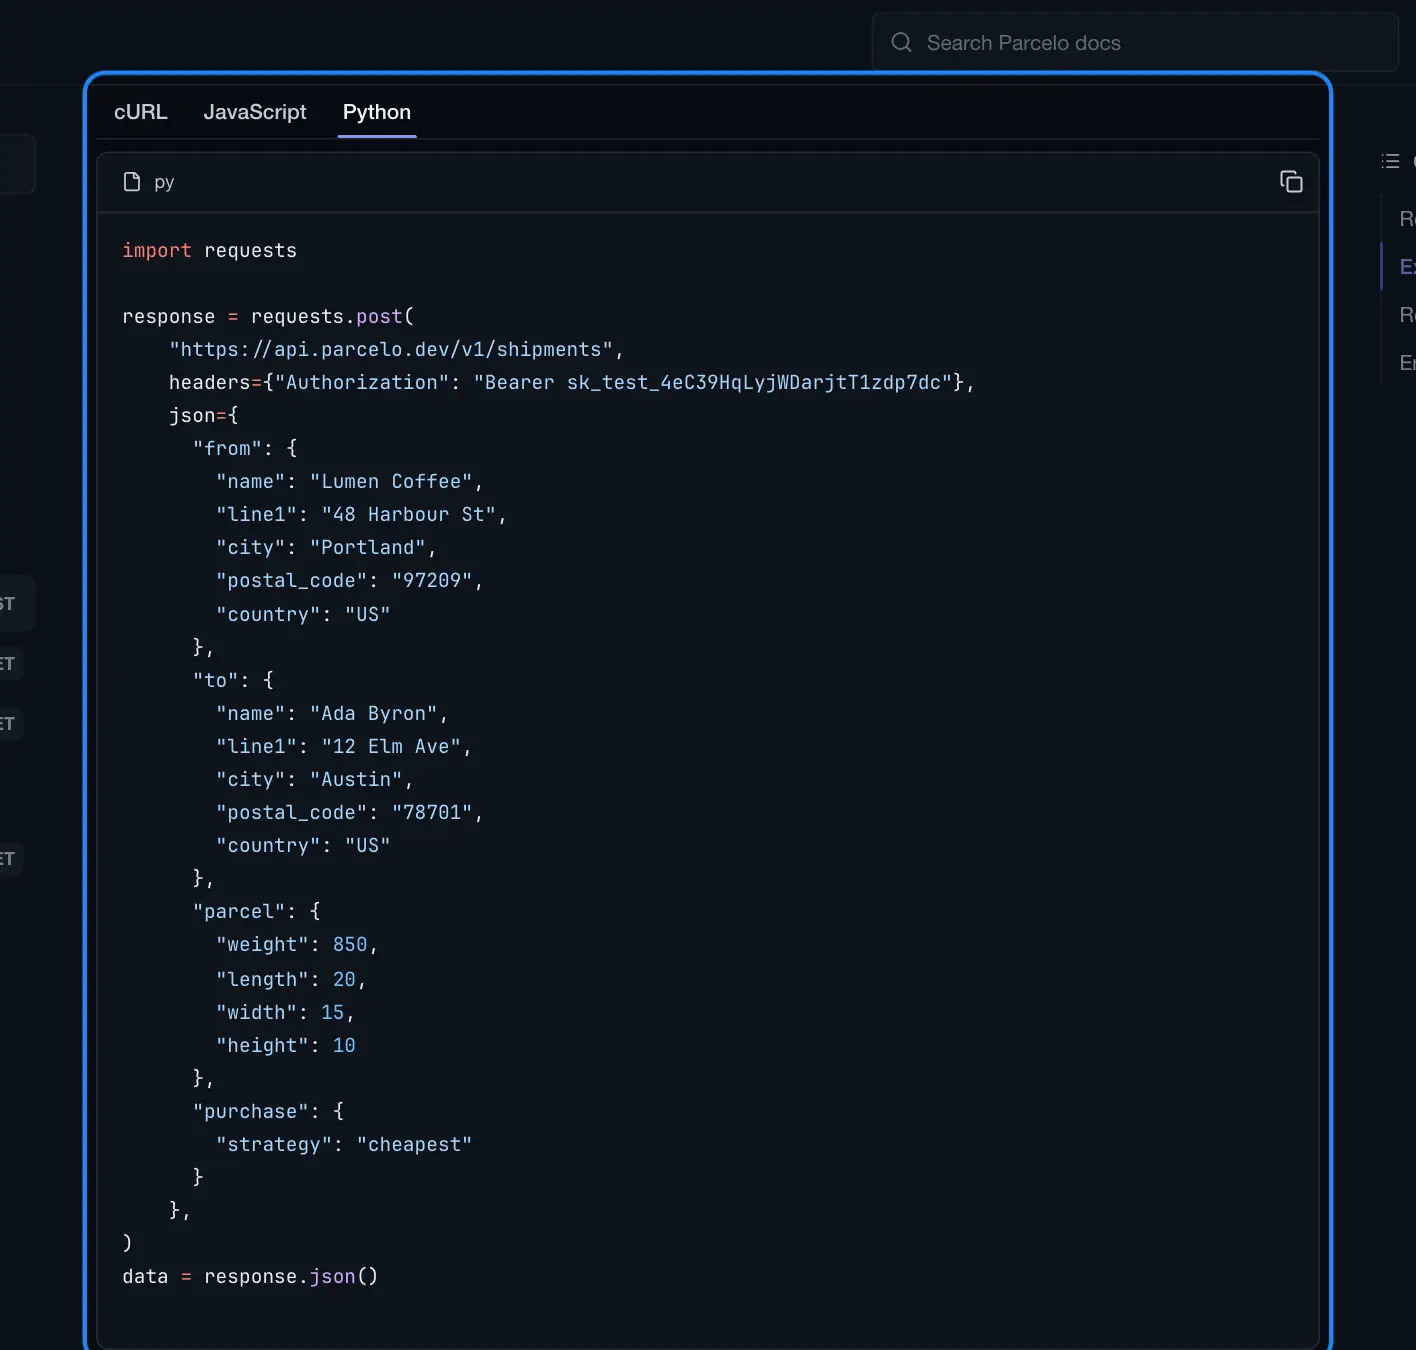 Search Parcelo docs
cURL JavaScript Python
py
import requests

response = requests.post(
    "https://api.parcelo.dev/v1/shipments",
    headers={"Authorization": "Bearer sk_test_4eC39HqLyjWDarjtT1zdp7dc"},
    json={
      "from": {
        "name": "Lumen Coffee",
        "line1": "48 Harbour St",
        "city": "Portland",
        "postal_code": "97209",
        "country": "US"
      },
      "to": {
        "name": "Ada Byron",
        "line1": "12 Elm Ave",
        "city": "Austin",
        "postal_code": "78701",
        "country": "US"
      },
      "parcel": {
        "weight": 850,
        "length": 20,
        "width": 15,
        "height": 10
      },
      "purchase": {
        "strategy": "cheapest"
      }
    },
)
data = response.json()